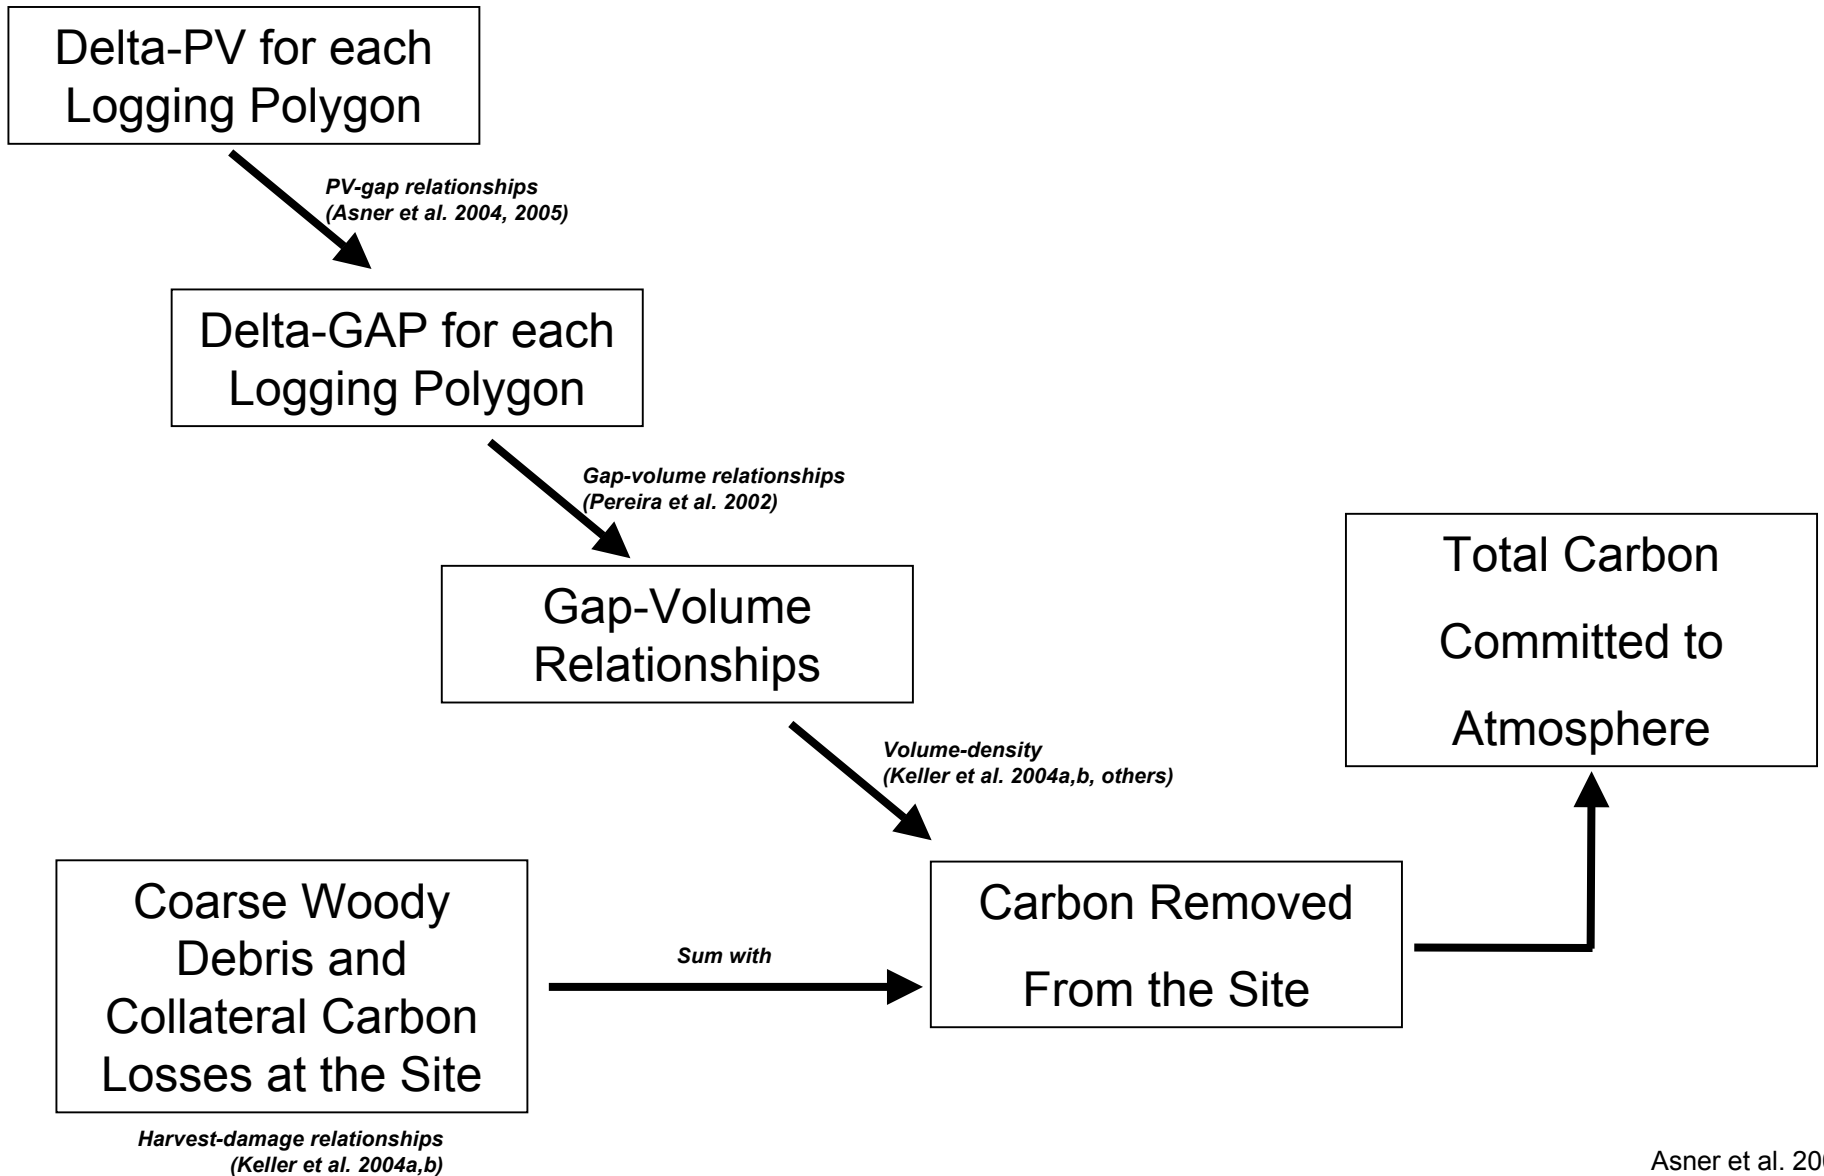 Delta-PV for each
Logging Polygon
PV-gap relationships
(Asner et al. 2004, 2005)
Delta-GAP for each
Logging Polygon
Gap-volume relationships
(Pereira et al. 2002)
Gap-Volume
Relationships
Volume-density
(Keller et al. 2004a,b, others)
Total Carbon
Committed to
Atmosphere
Coarse Woody
Debris and
Collateral Carbon
Losses at the Site
Sum with
Carbon Removed
From the Site
Harvest-damage relationships
(Keller et al. 2004a,b)
Asner et al.